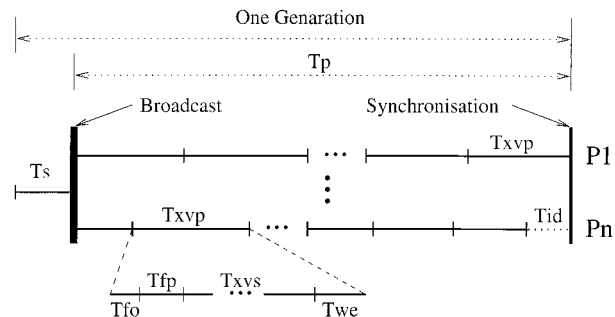 One Genaration
Tp
Broadcast
Synchronisation
Txvp
P1
Ts
Txvp
Tid
Pn
Tfp
Txvs
Tfo
Twe